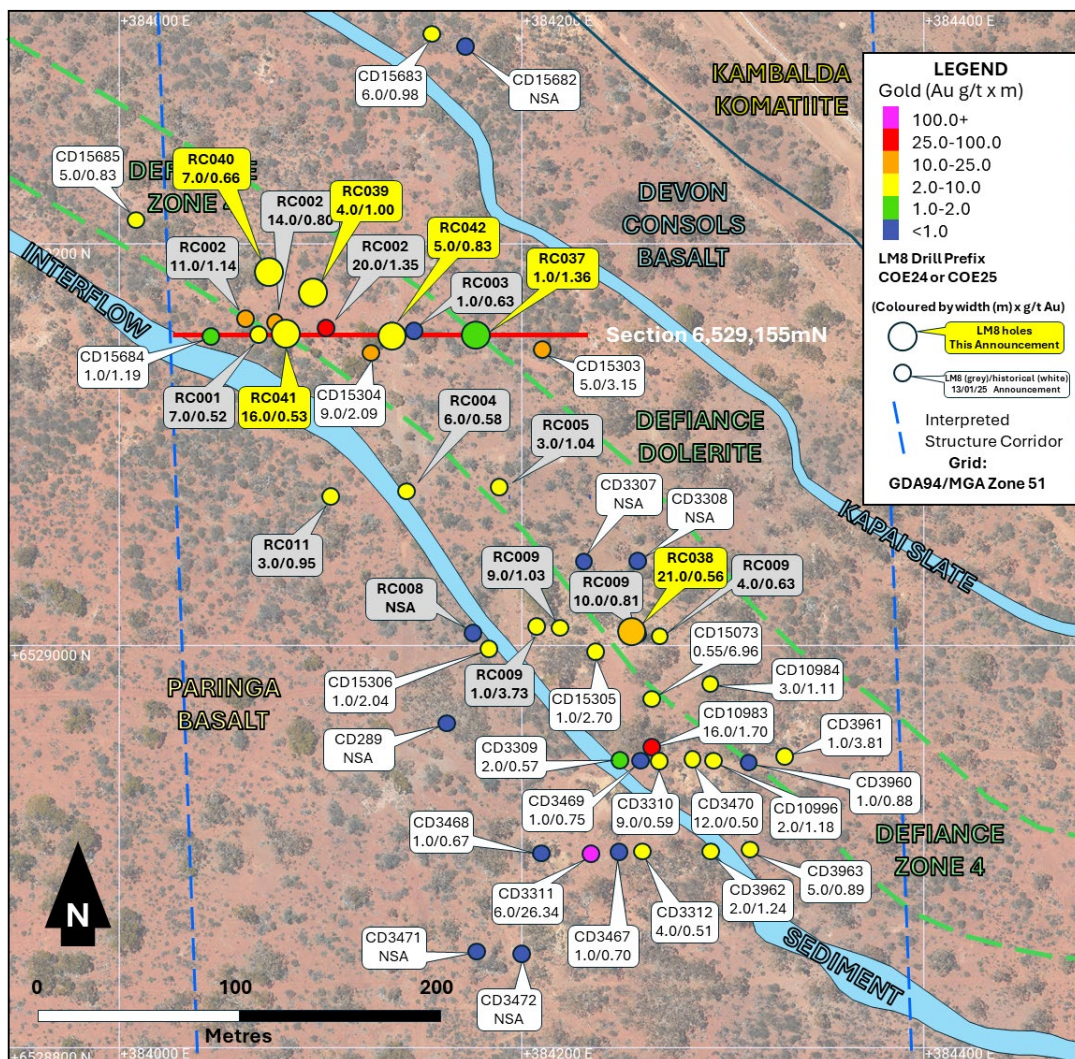 +384000 E
+384200 E
+384400 E
CD15683
6.0/0.98
CD15682
NSA
KAMBALDA
KOMATIITE
LEGEND
Gold (Au g/t x m)
100.0+
25.0-100.0
10.0-25.0
2.0-10.0
1.0-2.0
<1.0
LM8 Drill Prefix
COE24 or COE25
(Coloured by width (m) x g/t Au)
LM8 holes
This Announcement
LM8 (grey)/historical (white)
13/01/25 Announcement
Interpreted
Structure Corridor
Grid:
GDA94/MGA Zone 51
CD15685
5.0/0.83
ZONE
RC040
7.0/0.66
RC002
14.0/0.80
RC039
4.0/1.00
DEVON
CONSOLS
BASALT
RC002
11.0/1.14
RC002
20.0/1.35
RC042
5.0/0.83
RC003
1.0/0.63
RC037
1.0/1.36
INTERFLOW
Section 6,529,155mN
CD15684
1.0/1.19
RC001
7.0/0.52
RC041
16.0/0.53
CD15304
9.0/2.09
CD15303
5.0/3.15
RC004
6.0/0.58
RC005
3.0/1.04
DEFIANCE
DOLERITE
CD3307
NSA
CD3308
NSA
KAPAI SLATE
RC011
3.0/0.95
RC009
9.0/1.03
RC009
10.0/0.81
RC038
21.0/0.56
RC009
4.0/0.63
RC008
NSA
+6529000 N
CD15306
1.0/2.04
RC009
1.0/3.73
CD15305
1.0/2.70
CD15073
0.55/6.96
CD10984
3.0/1.11
PARINGA
BASALT
CD289
NSA
CD3309
2.0/0.57
CD10983
16.0/1.70
CD3961
1.0/3.81
CD3469
1.0/0.75
CD3310
9.0/0.59
CD3470
12.0/0.50
CD10996
2.0/1.18
CD3960
1.0/0.88
CD3468
1.0/0.67
DEFIANCE
ZONE 4
CD3311
6.0/26.34
CD3467
1.0/0.70
CD3312
4.0/0.51
CD3962
2.0/1.24
CD3963
5.0/0.89
N
CD3471
NSA
CD3472
NSA
SEDIMENT
0 100 200
Metres
+6528800 N
+384000 E
+384200 E
+384400 E